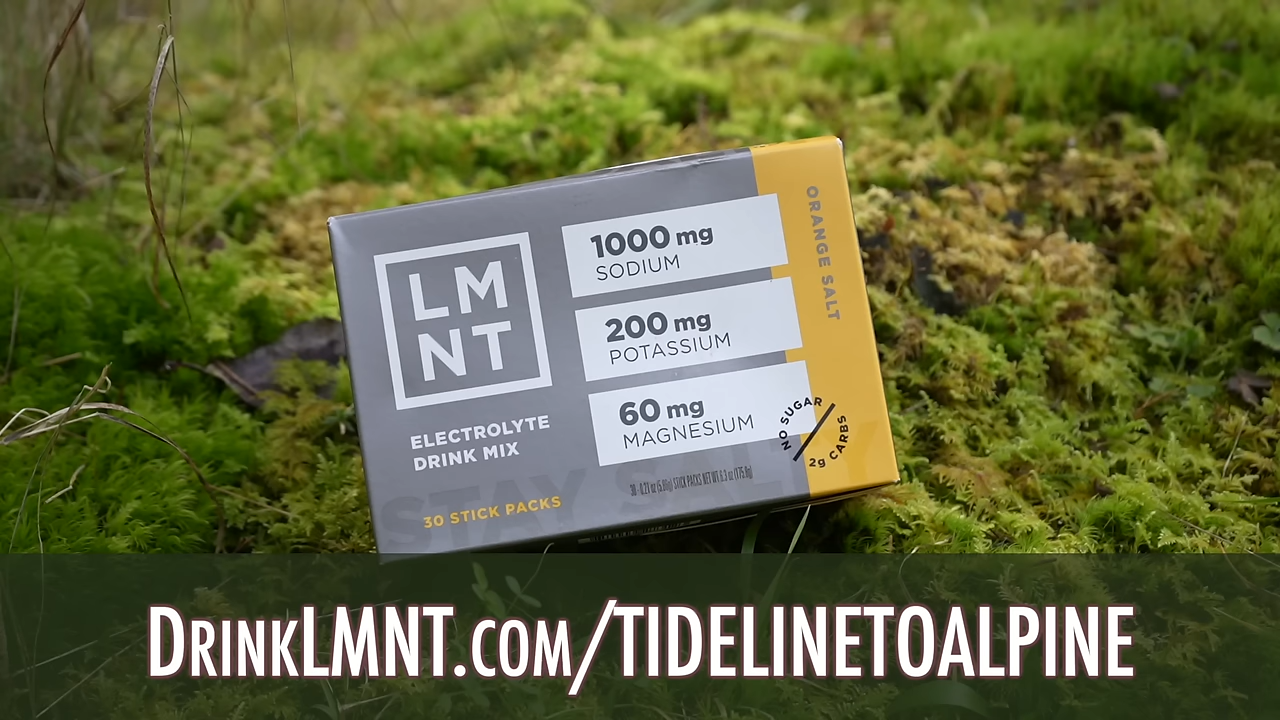 LM
NT
ELECTROLYTE
DRINK MIX
30 STICK PACKS
1000 mg
SODIUM
200 mg
POTASSIUM
60 mg
MAGNESIUM
ORANGE SALT
NO SUGAR
2g CARBS
STAY SALTY
DrinkLMNT.com/TIDELINETOALPINE